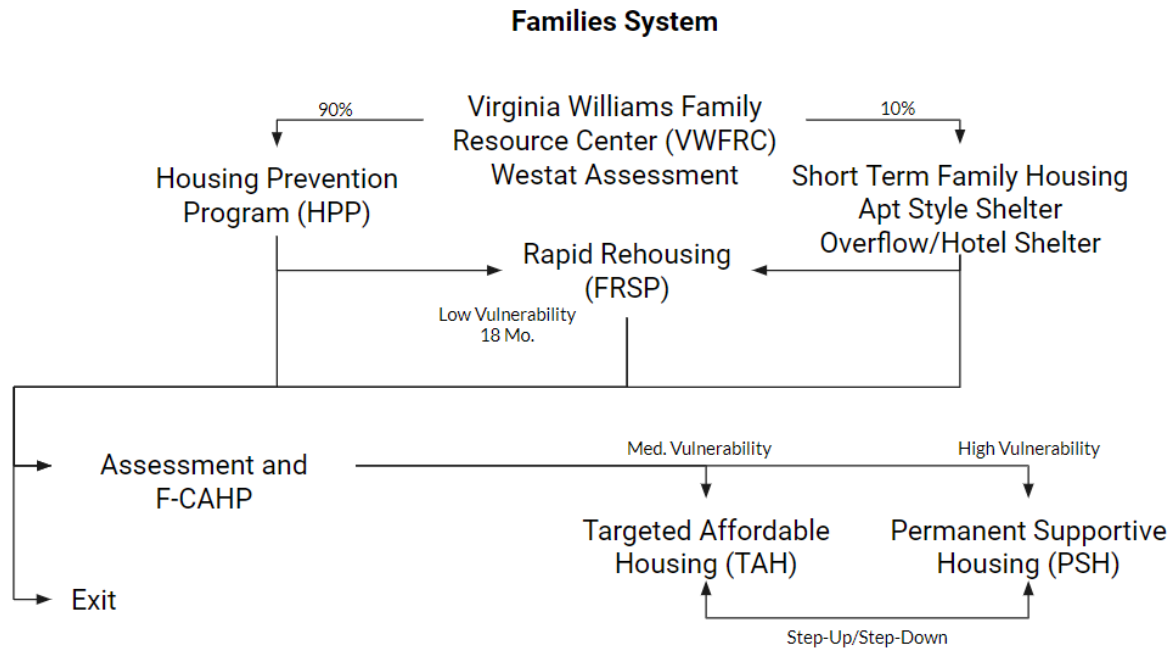 Families System
90%
Virginia Williams Family
Resource Center (VWFRC)
Westat Assessment
10%
Housing Prevention
Program (HPP)
Short Term Family Housing
Apt Style Shelter
Overflow/Hotel Shelter
Rapid Rehousing
(FRSP)
Low Vulnerability
18 Mo.
Assessment and
F-CAHP
Med. Vulnerability
High Vulnerability
Targeted Affordable
Housing (TAH)
Permanent Supportive
Housing (PSH)
Exit
Step-Up/Step-Down